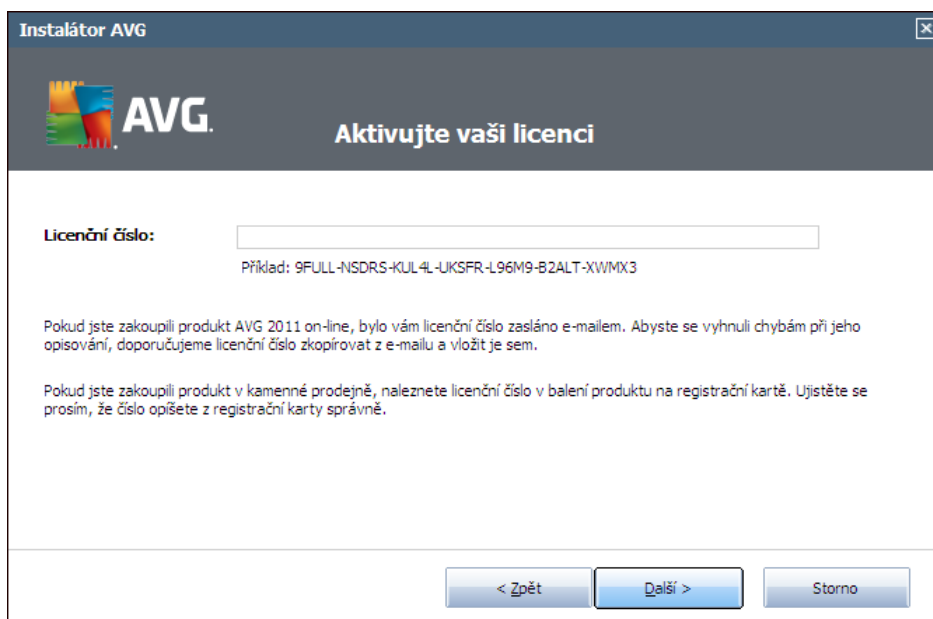 Instalátor AVG
AVG.
Aktivujte vaši licenci
Licenční číslo:
Příklad: 9FULL-NSDRS-KUL4L-UKSFR-L96M9-B2ALT-XWMX3
Pokud jste zakoupili produkt AVG 2011 on-line, bylo vám licenční číslo zasláno e-mailem. Abyste se vyhnuli chybám při jeho
opisování, doporučujeme licenční číslo zkopírovat z e-mailu a vložit je sem.
Pokud jste zakoupili produkt v kamenné prodejně, naleznete licenční číslo v balení produktu na registrační kartě. Ujistěte se
prosím, že číslo opíšete z registrační karty správně.
< Zpět Další > Storno